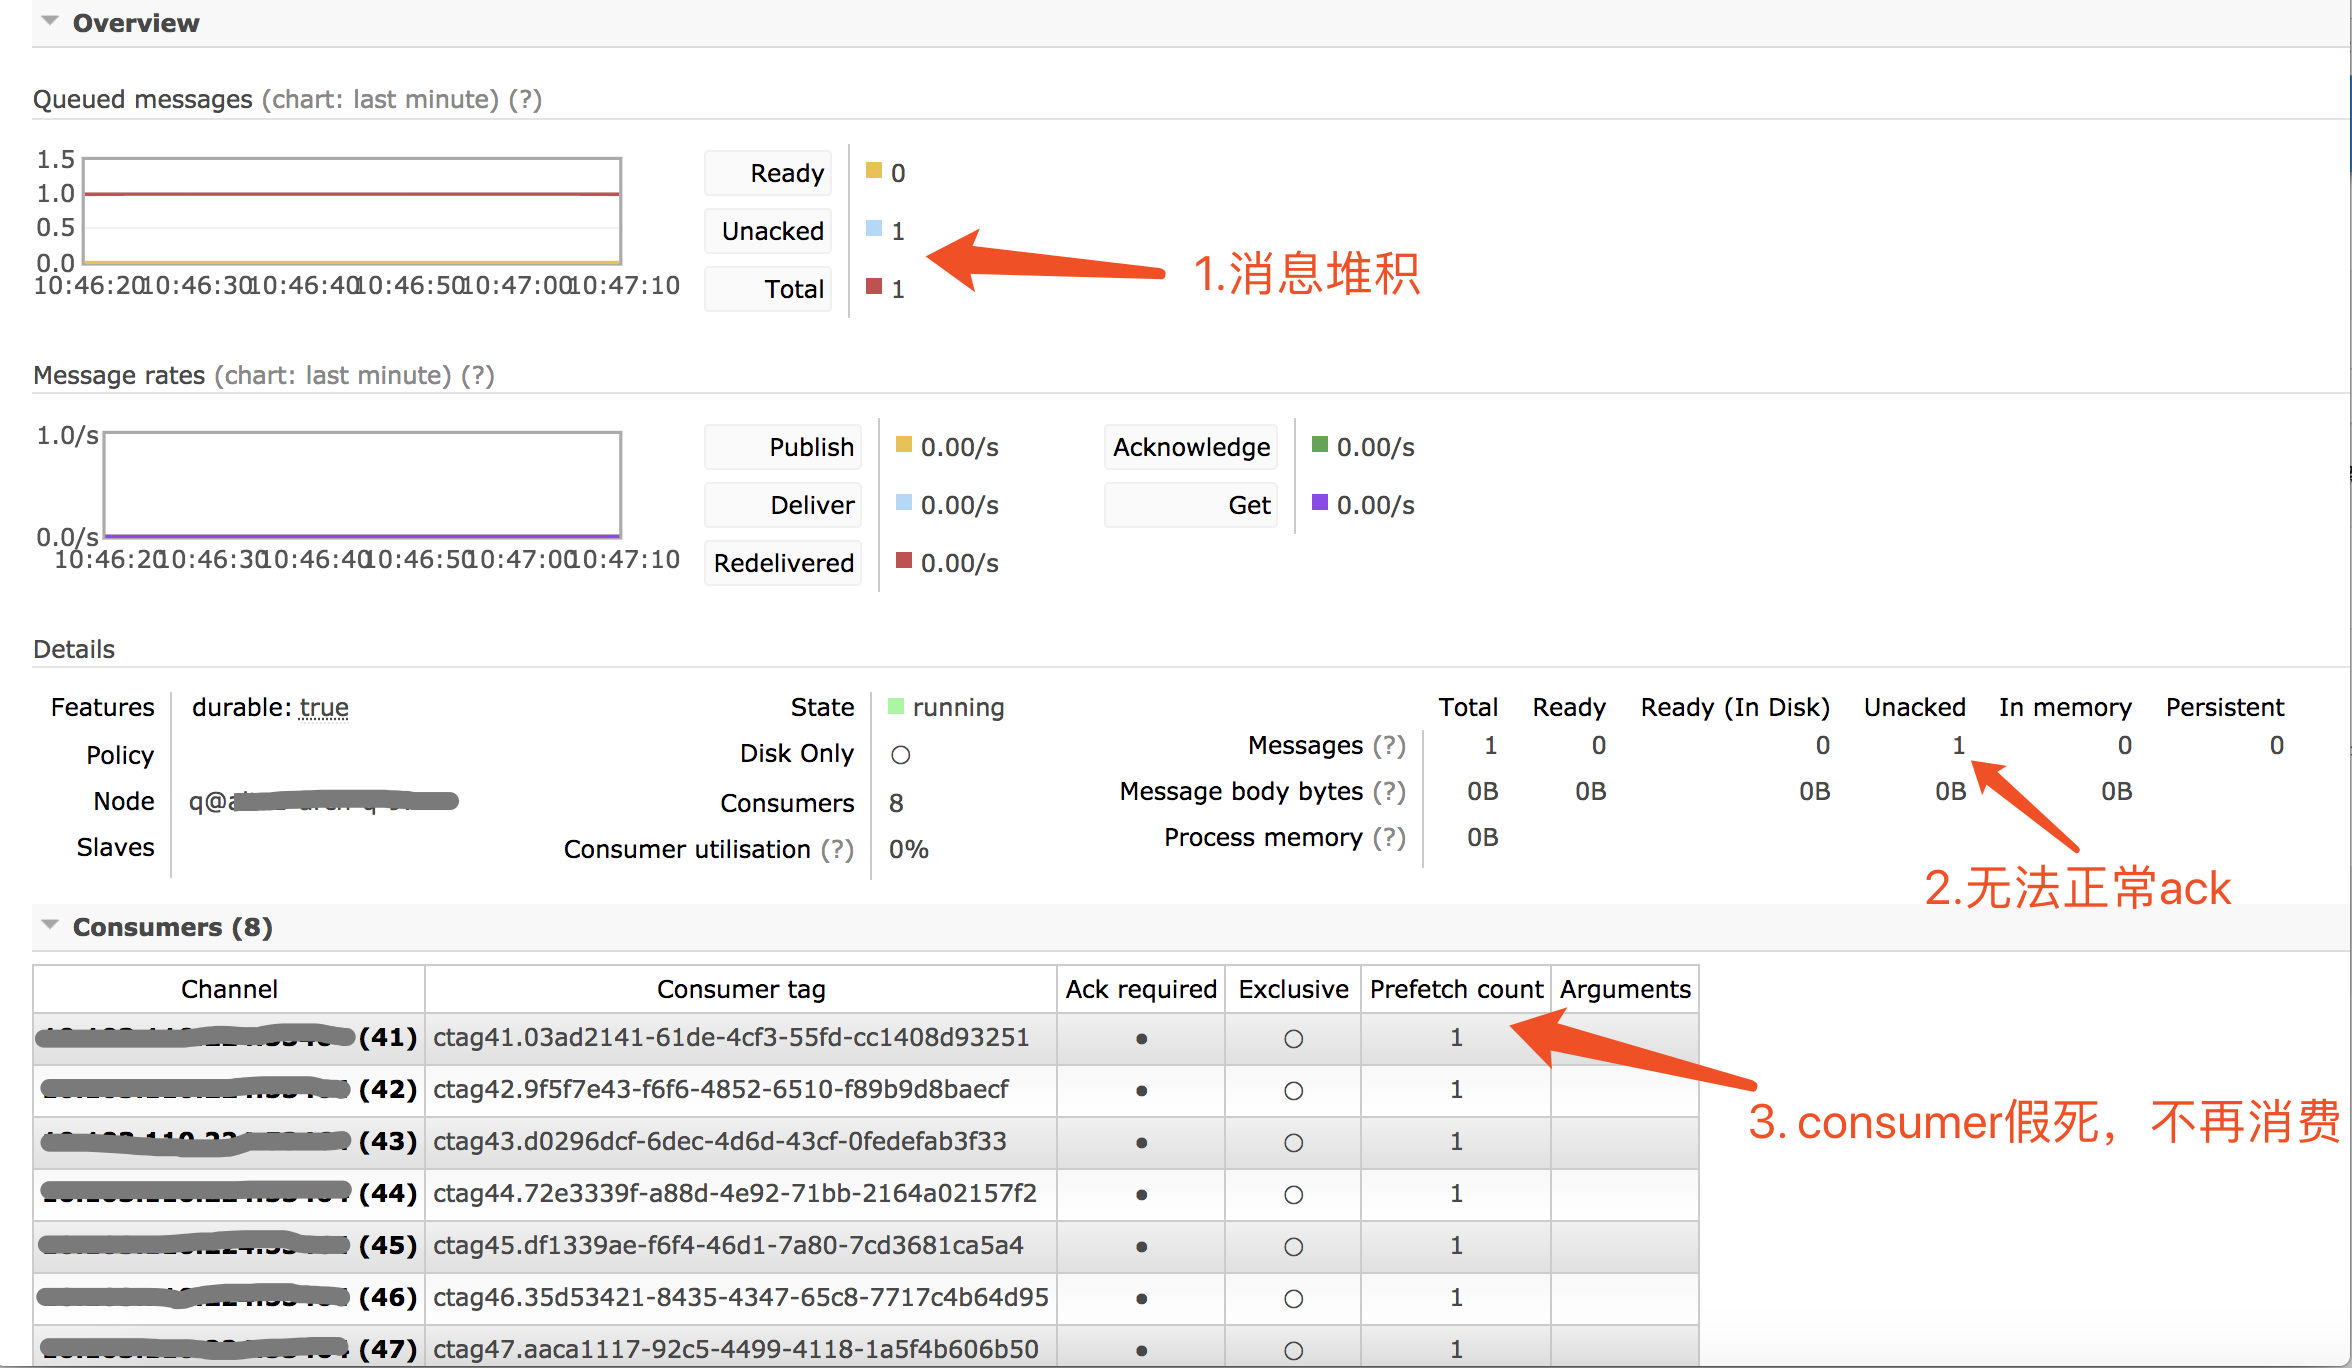 Overview
Queued messages (chart: last minute) (?)
1.5
1.0
0.5
0.0
10:46:20 10:46:30 10:46:40 10:46:50 10:47:00 10:47:10
Ready 0
Unacked 1
Total 1
1.消息堆积
Message rates (chart: last minute) (?)
1.0/s
0.0/s
10:46:20 10:46:30 10:46:40 10:46:50 10:47:00 10:47:10
Publish 0.00/s
Deliver 0.00/s
Redelivered 0.00/s
Acknowledge 0.00/s
Get 0.00/s
Details
Features durable: true
Policy
Node q@
Slaves
State running
Disk Only
Consumers 8
Consumer utilisation (?) 0%
Total Ready Ready (In Disk) Unacked In memory Persistent
Messages (?) 1 0 0 1 0 0
Message body bytes (?) 0B 0B 0B 0B 0B
Process memory (?) 0B
2.无法正常ack
Consumers (8)
Channel Consumer tag Ack required Exclusive Prefetch count Arguments
(41) ctag41.03ad2141-61de-4cf3-55fd-cc1408d93251 ● ○ 1
(42) ctag42.9f5f7e43-f6f6-4852-6510-f89b9d8baecf ● ○ 1
(43) ctag43.d0296dcf-6dec-4d6d-43cf-0fedefab3f33 ● ○ 1
(44) ctag44.72e3339f-a88d-4e92-71bb-2164a02157f2 ● ○ 1
(45) ctag45.df1339ae-f6f4-46d1-7a80-7cd3681ca5a4 ● ○ 1
(46) ctag46.35d53421-8435-4347-65c8-7717c4b64d95 ● ○ 1
(47) ctag47.aaca1117-92c5-4499-4118-1a5f4b606b50 ● ○ 1
3. consumer假死，不再消费